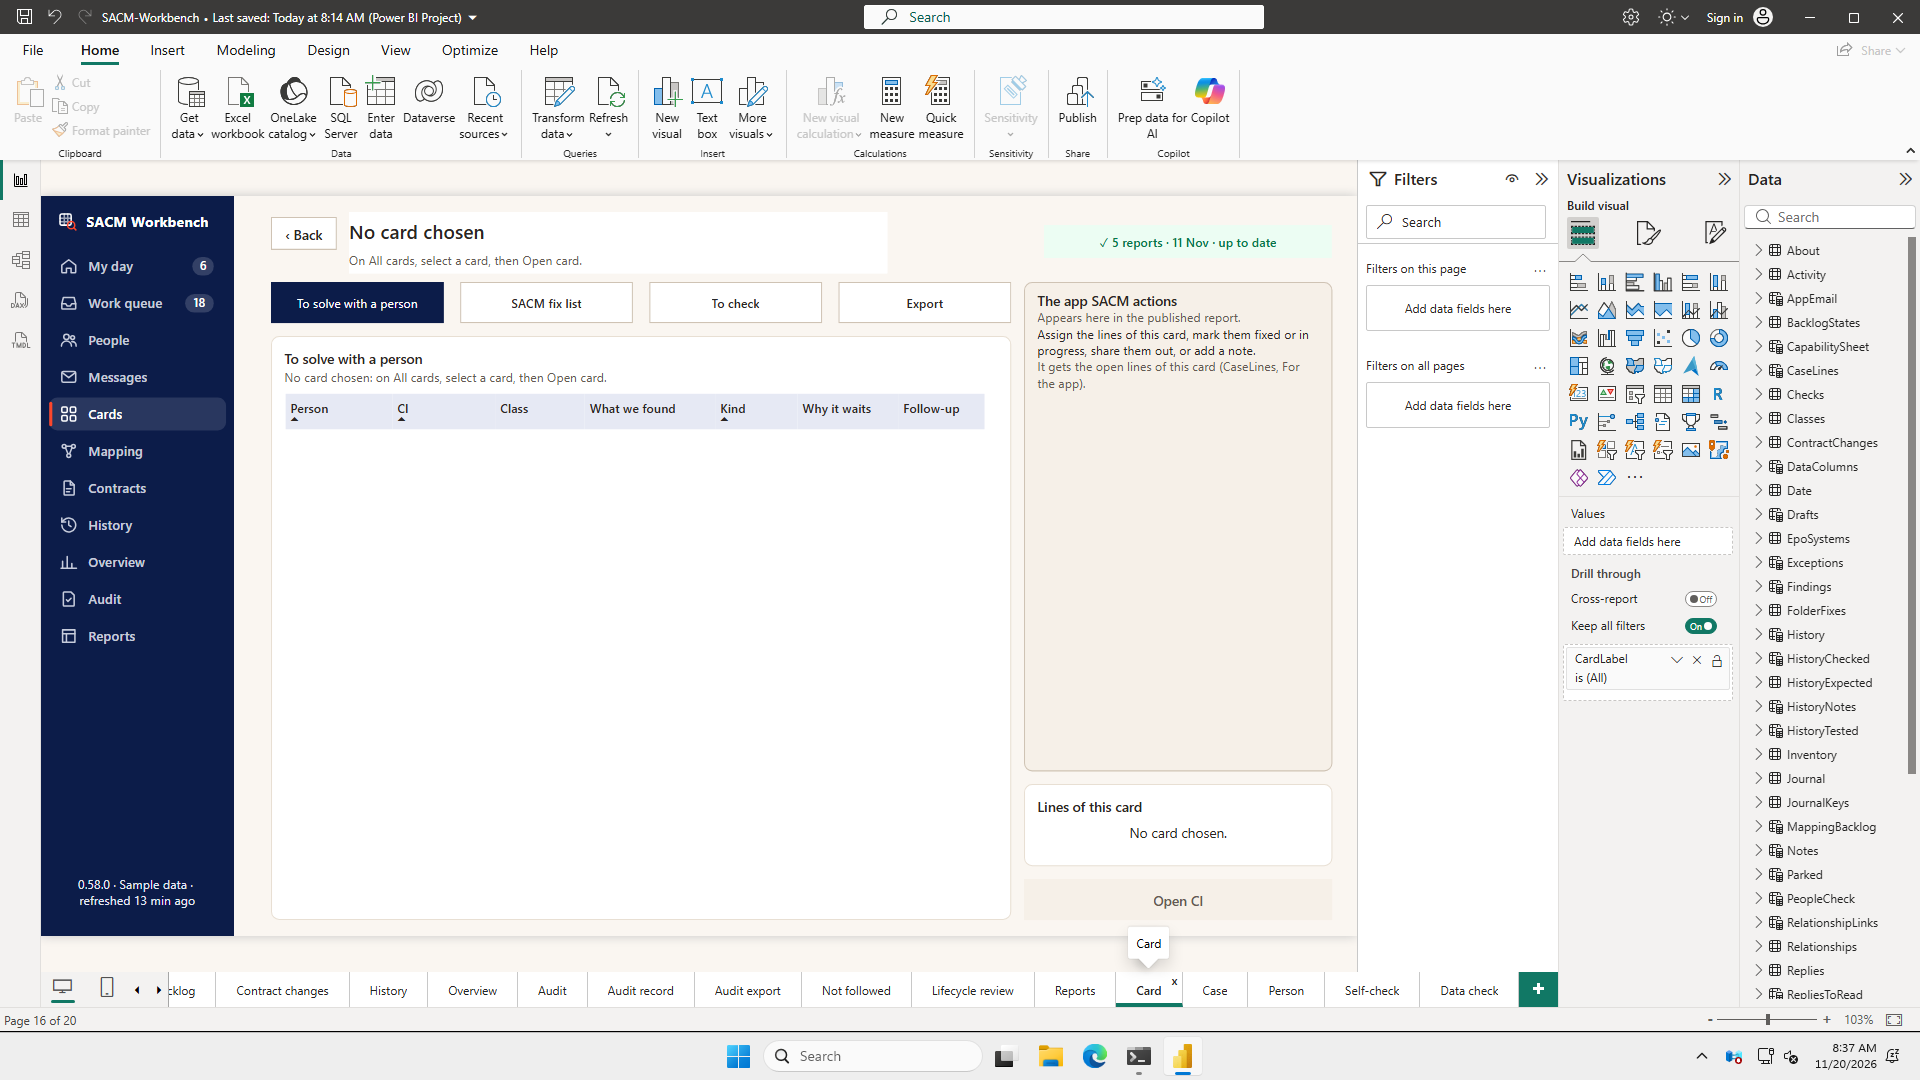 SACM-Workbench • Last saved: Today at 8:14 AM (Power BI Project)
Search
Sign in
File
Home
Insert
Modeling
Design
View
Optimize
Help
Share
Paste
Cut
Copy
Format painter
Clipboard
Get data
Excel workbook
OneLake catalog
SQL Server
Enter data
Dataverse
Recent sources
Data
Transform data
Refresh
Queries
New visual
Text box
More visuals
Insert
New visual calculation
New measure
Quick measure
Calculations
Sensitivity
Sensitivity
Publish
Share
Prep data for AI
Copilot
Copilot
SACM Workbench
My day 6
Work queue 18
People
Messages
Cards
Mapping
Contracts
History
Overview
Audit
Reports
0.58.0 · Sample data ·
refreshed 13 min ago
‹ Back
No card chosen
On All cards, select a card, then Open card.
✓ 5 reports · 11 Nov · up to date
To solve with a person
SACM fix list
To check
Export
To solve with a person
No card chosen: on All cards, select a card, then Open card.
Person CI Class What we found Kind Why it waits Follow-up
The app SACM actions
Appears here in the published report.
Assign the lines of this card, mark them fixed or in
progress, share them out, or add a note.
It gets the open lines of this card (CaseLines, For
the app).
Lines of this card
No card chosen.
Open CI
Card
Filters
Search
Filters on this page ...
Add data fields here
Filters on all pages ...
Add data fields here
Visualizations
Build visual
Values
Add data fields here
Drill through
Cross-report Off
Keep all filters On
CardLabel
is (All)
Data
Search
About
Activity
AppEmail
BacklogStates
CapabilitySheet
CaseLines
Checks
Classes
ContractChanges
DataColumns
Date
Drafts
EpoSystems
Exceptions
Findings
FolderFixes
History
HistoryChecked
HistoryExpected
HistoryNotes
HistoryTested
Inventory
Journal
JournalKeys
MappingBacklog
Notes
Parked
PeopleCheck
RelationshipLinks
Relationships
Replies
RepliesToRead
cklog
Contract changes
History
Overview
Audit
Audit record
Audit export
Not followed
Lifecycle review
Reports
Card x
Case
Person
Self-check
Data check
+
Page 16 of 20
- + 103%
Search
8:37 AM
11/20/2026